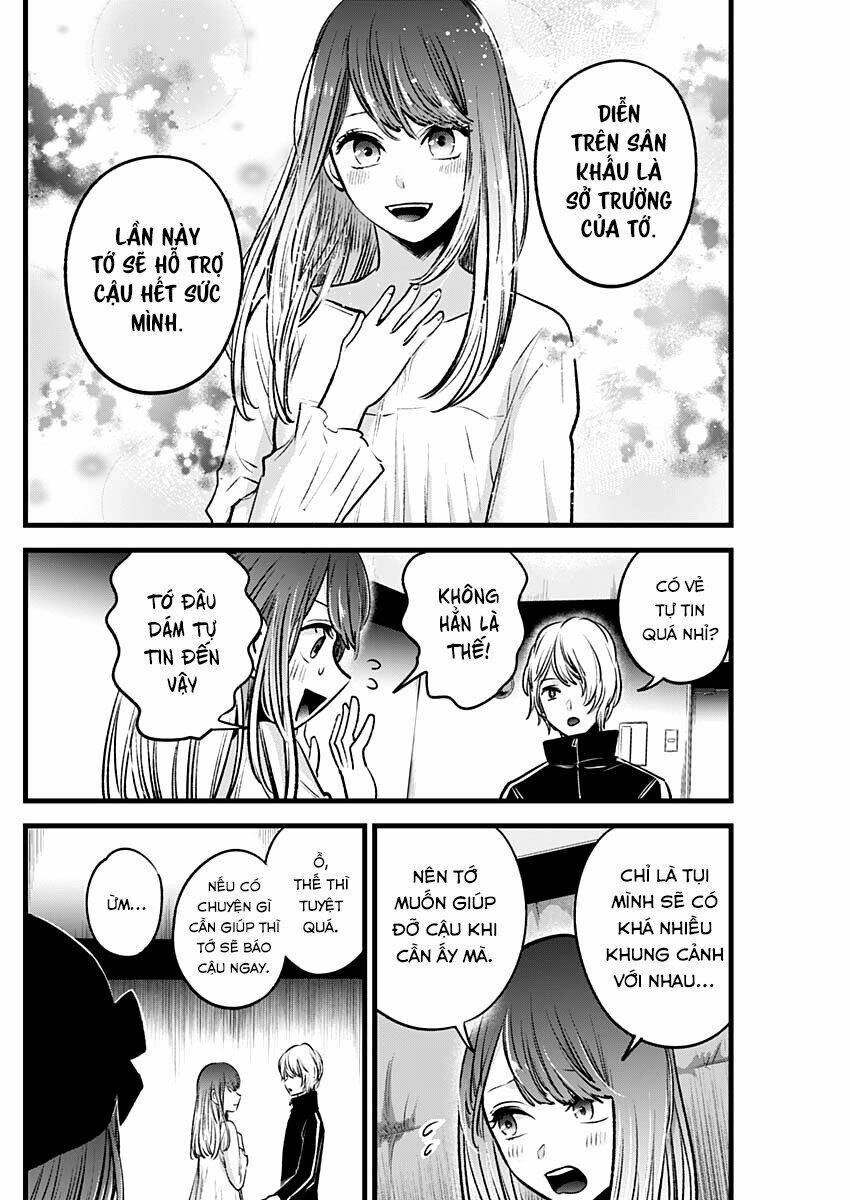 DIỄN
TRÊN SÂN
KHẤU LÀ
SỞ TRƯỜNG
CỦA TỚ.
LẦN NÀY
TỚ SẼ HỖ TRỢ
CẬU HẾT SỨC
MÌNH.
CÓ VẺ
TỰ TIN
QUÁ NHỈ?
KHÔNG
HẲN LÀ
THẾ!
TỚ ĐÂU
DÁM TỰ
TIN ĐẾN
VẬY
CHỈ LÀ TỤI
MÌNH SẼ CÓ
KHÁ NHIỀU
KHUNG CẢNH
VỚI NHAU...
NÊN TỚ
MUỐN GIÚP
ĐỠ CẬU KHI
CẦN ẤY MÀ.
Ồ,
THẾ THÌ
TUYỆT
QUÁ.
NẾU CÓ
CHUYỆN GÌ
CẦN GIÚP THÌ
TỚ SẼ BÁO
CẬU NGAY.
ỪM...